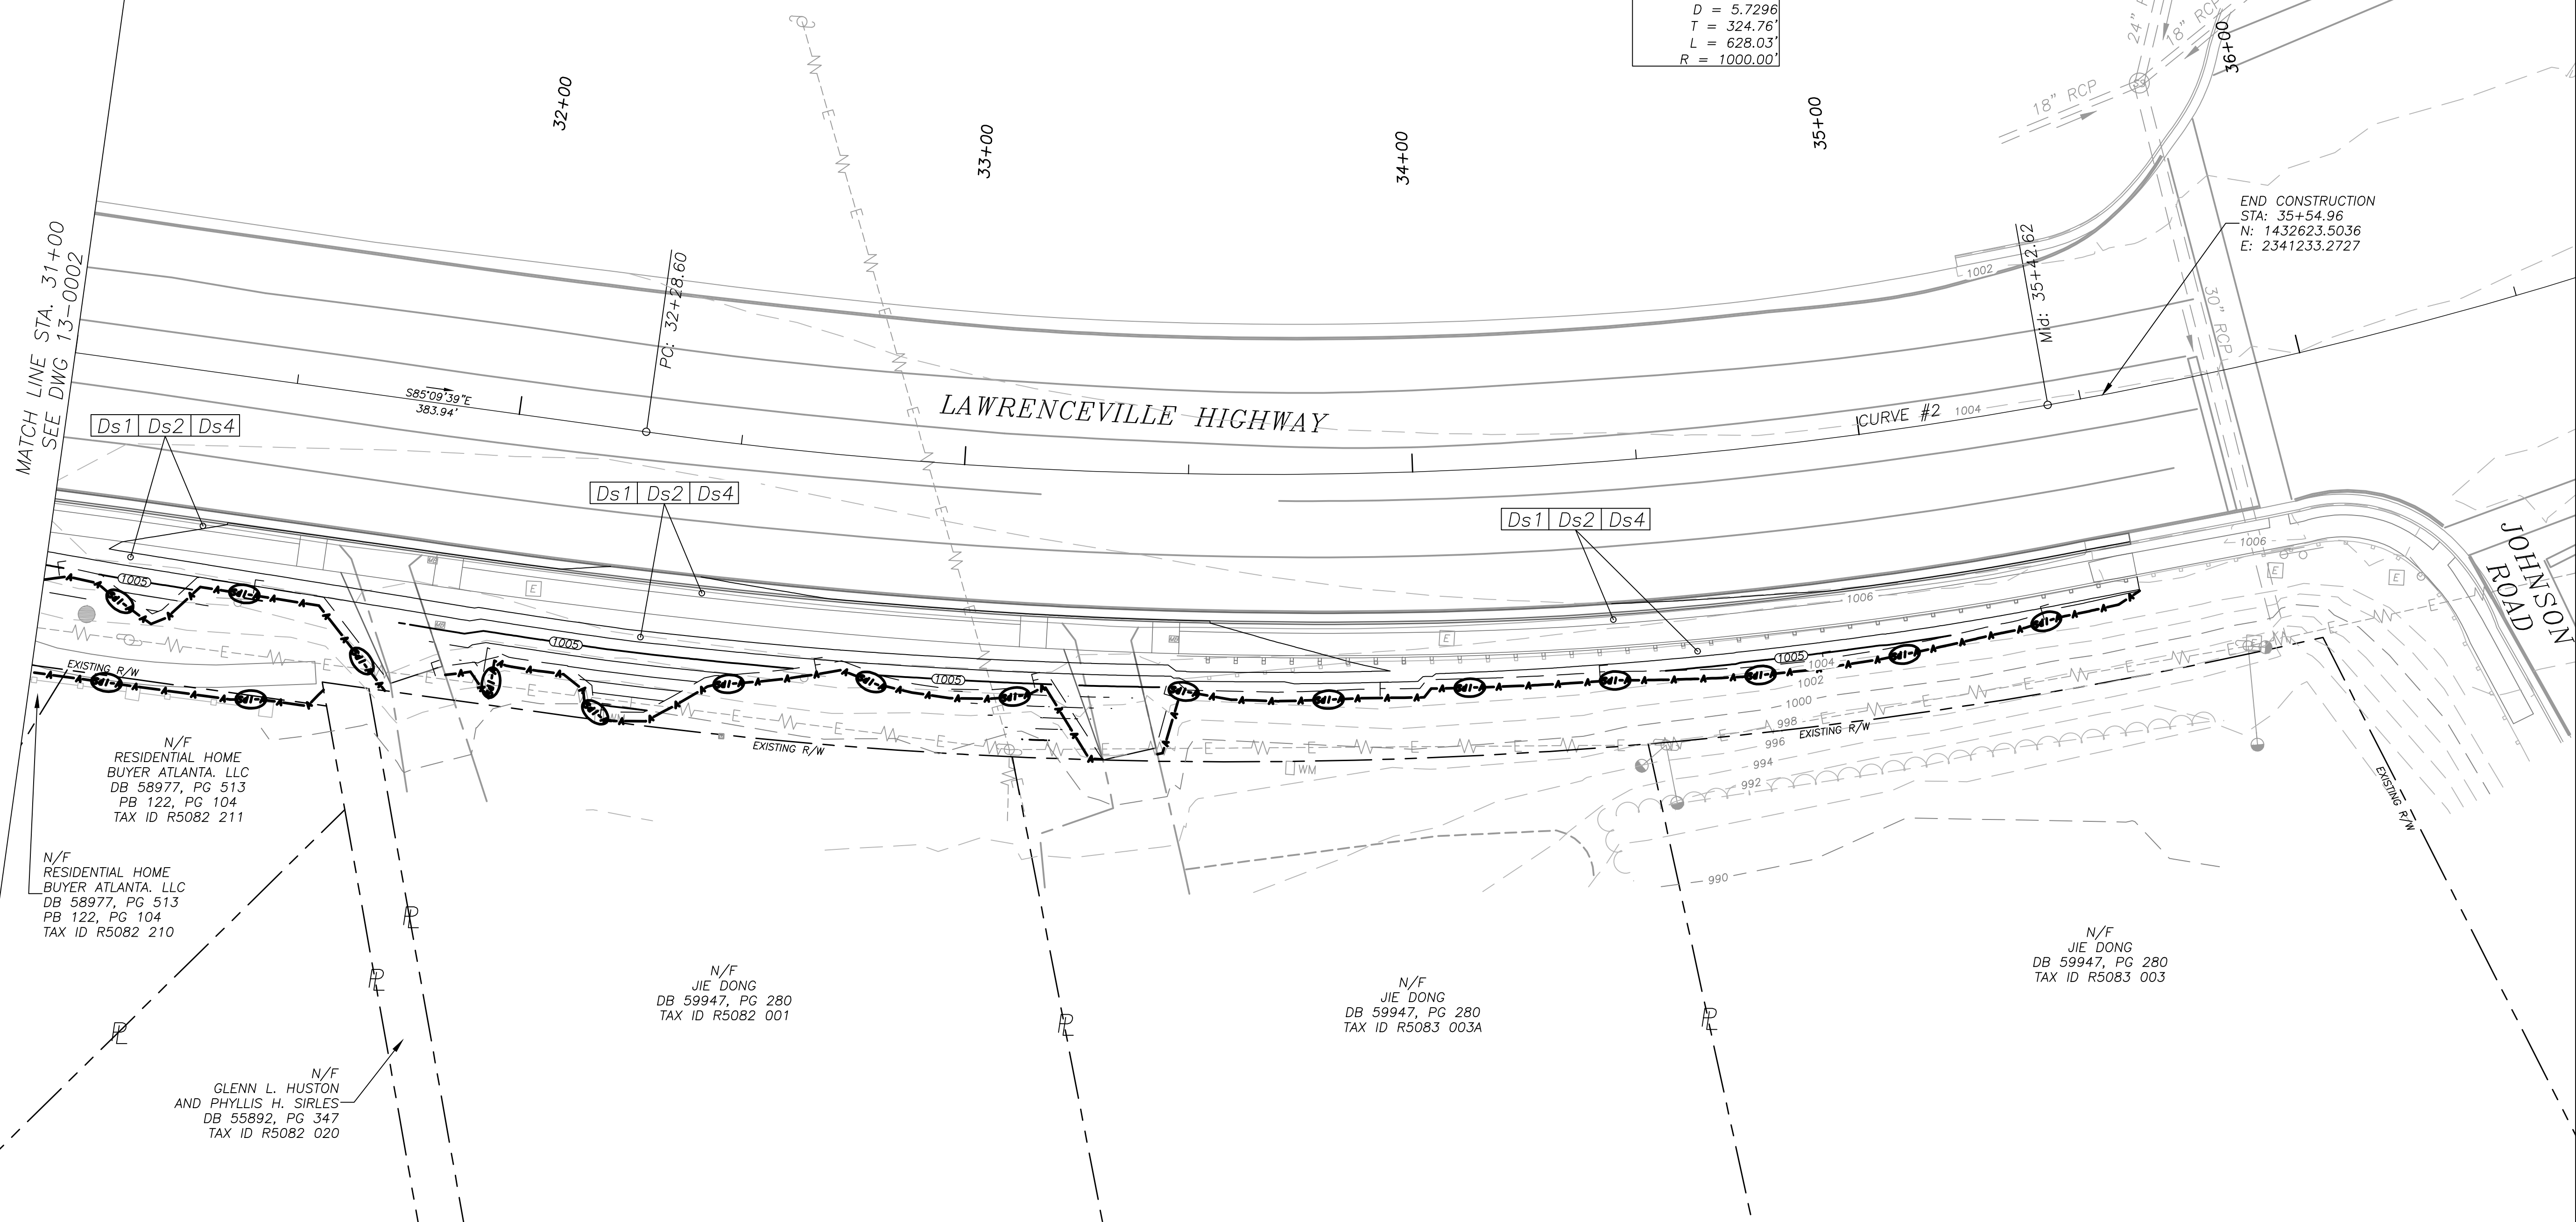 D = 5.7296
T = 324.76'
L = 628.03'
R = 1000.00'
18" RCP
36+00
32+00
33+00
34+00
35+00
18" RCP
END CONSTRUCTION
STA: 35+54.96
N: 1432623.5036
E: 2341233.2727
MATCH LINE STA. 31+00
SEE DWG 13-0002
PC: 32+28.60
Mid: 35+42.62
1002
30" RCP
S85°09'39"E
383.94'
LAWRENCEVILLE HIGHWAY
CURVE #2
1004
Ds1 Ds2 Ds4
Ds1 Ds2 Ds4
Ds1 Ds2 Ds4
JOHNSON
ROAD
1006
1006
1005
1005
1005
1005
1004
1002
1000
998
996
994
992
990
EXISTING R/W
EXISTING R/W
EXISTING R/W
EXISTING R/W
WM
N/F
RESIDENTIAL HOME
BUYER ATLANTA. LLC
DB 58977, PG 513
PB 122, PG 104
TAX ID R5082 211
N/F
RESIDENTIAL HOME
BUYER ATLANTA. LLC
DB 58977, PG 513
PB 122, PG 104
TAX ID R5082 210
N/F
JIE DONG
DB 59947, PG 280
TAX ID R5082 001
N/F
JIE DONG
DB 59947, PG 280
TAX ID R5083 003A
N/F
JIE DONG
DB 59947, PG 280
TAX ID R5083 003
N/F
GLENN L. HUSTON
AND PHYLLIS H. SIRLES
DB 55892, PG 347
TAX ID R5082 020